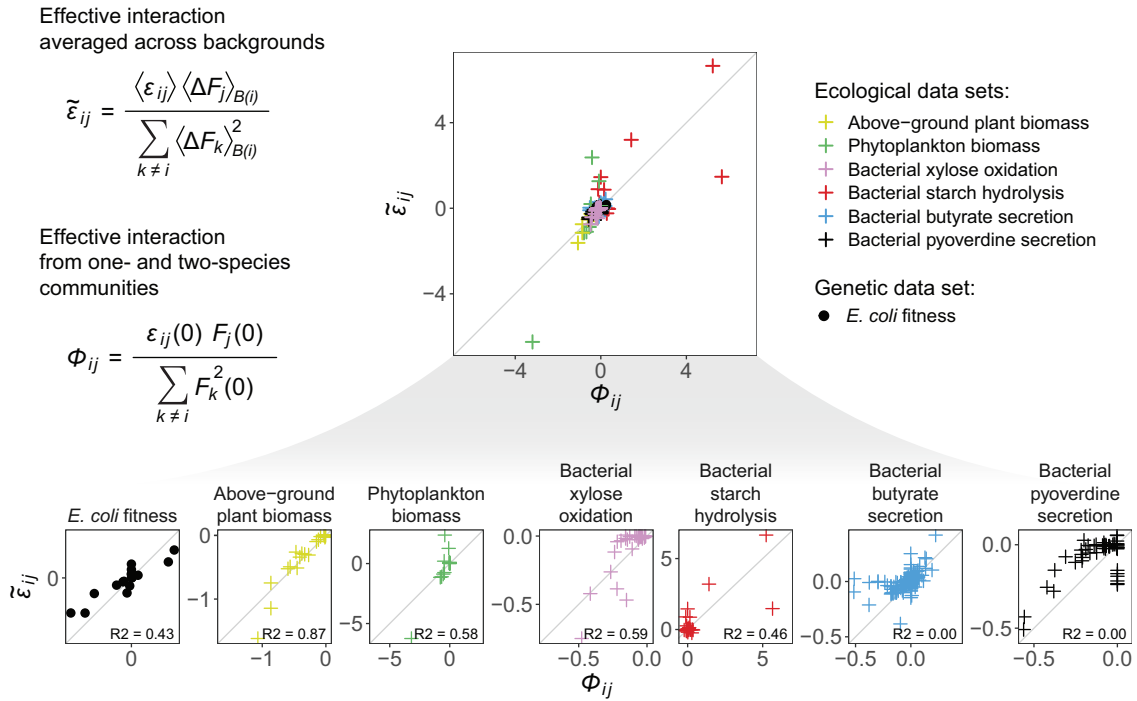 Effective interaction
averaged across backgrounds
ε̃ij = ⟨εij⟩ ⟨ΔFj⟩B(i) / ∑k ≠ i ⟨ΔFk⟩²B(i)
Effective interaction
from one- and two-species
communities
Φij = εij(0) Fj(0) / ∑k ≠ i Fk²(0)
ε̃ij
4
0
−4
−4 0 4
Φij
Ecological data sets:
Above−ground plant biomass
Phytoplankton biomass
Bacterial xylose oxidation
Bacterial starch hydrolysis
Bacterial butyrate secretion
Bacterial pyoverdine secretion
Genetic data set:
E. coli fitness
ε̃ij
E. coli fitness
0
R2 = 0.43
0
Above−ground
plant biomass
0
−1
R2 = 0.87
−1 0
Phytoplankton
biomass
0
−5
R2 = 0.58
−5 0
Bacterial
xylose
oxidation
0.0
−0.5
R2 = 0.59
−0.5 0.0
Bacterial
starch
hydrolysis
5
0
R2 = 0.46
0 5
Bacterial
butyrate
secretion
0.0
−0.5
R2 = 0.00
−0.5 0.0
Bacterial
pyoverdine
secretion
0.0
−0.5
R2 = 0.00
−0.5 0.0
Φij